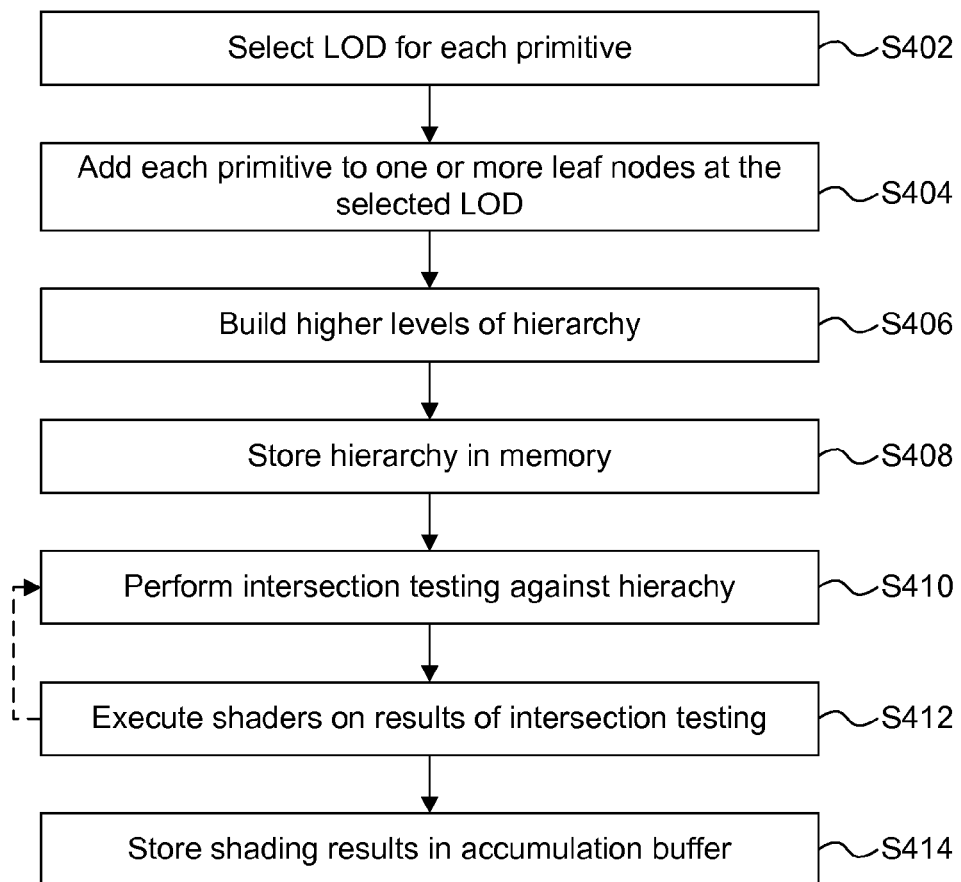 Select LOD for each primitive
S402
Add each primitive to one or more leaf nodes at the
selected LOD
S404
Build higher levels of hierarchy
S406
Store hierarchy in memory
S408
Perform intersection testing against hierachy
S410
Execute shaders on results of intersection testing
S412
Store shading results in accumulation buffer
S414